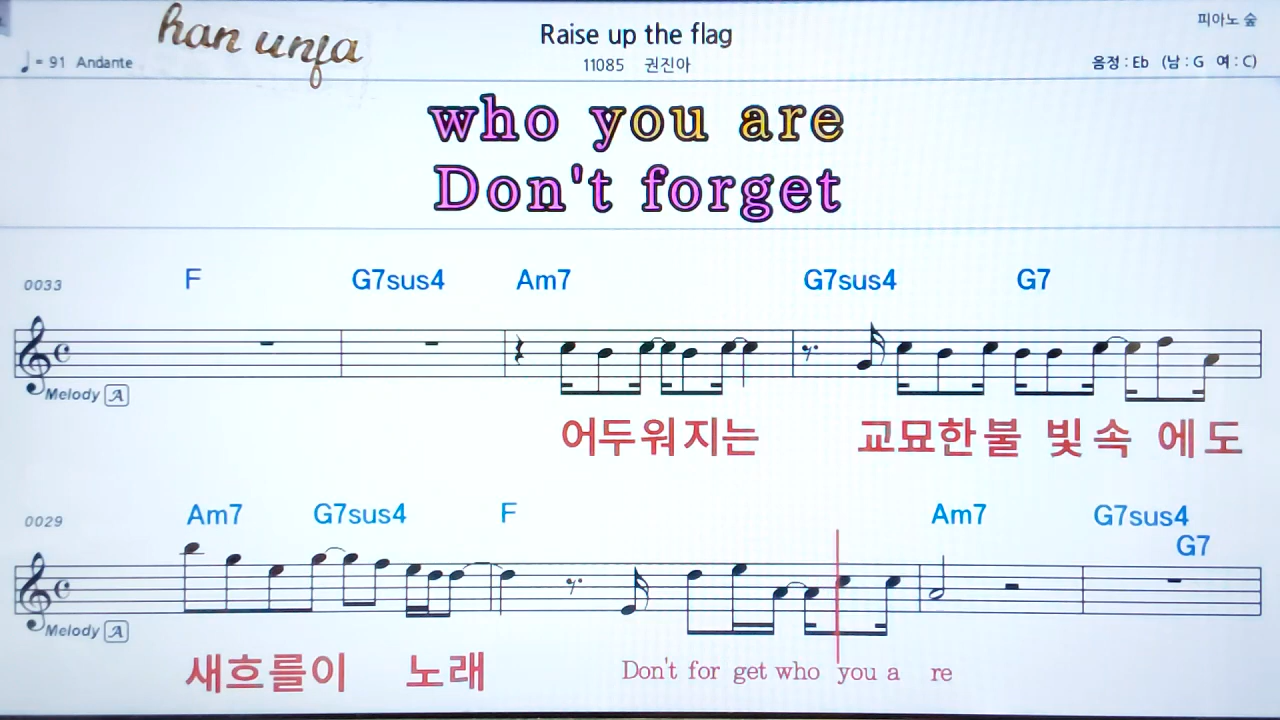 han unfa
Raise up the flag
피아노 숲
♩= 91 Andante
11085 권진아
음정 : Eb (남 : G 여 : C)
who you are
Don't forget
0033
F G7sus4 Am7 G7sus4 G7
Melody A
어두워지는 교묘한불 빛속 에도
0029
Am7 G7sus4 F Am7 G7sus4
G7
Melody A
새흐를이 노래 Don't for get who you a re